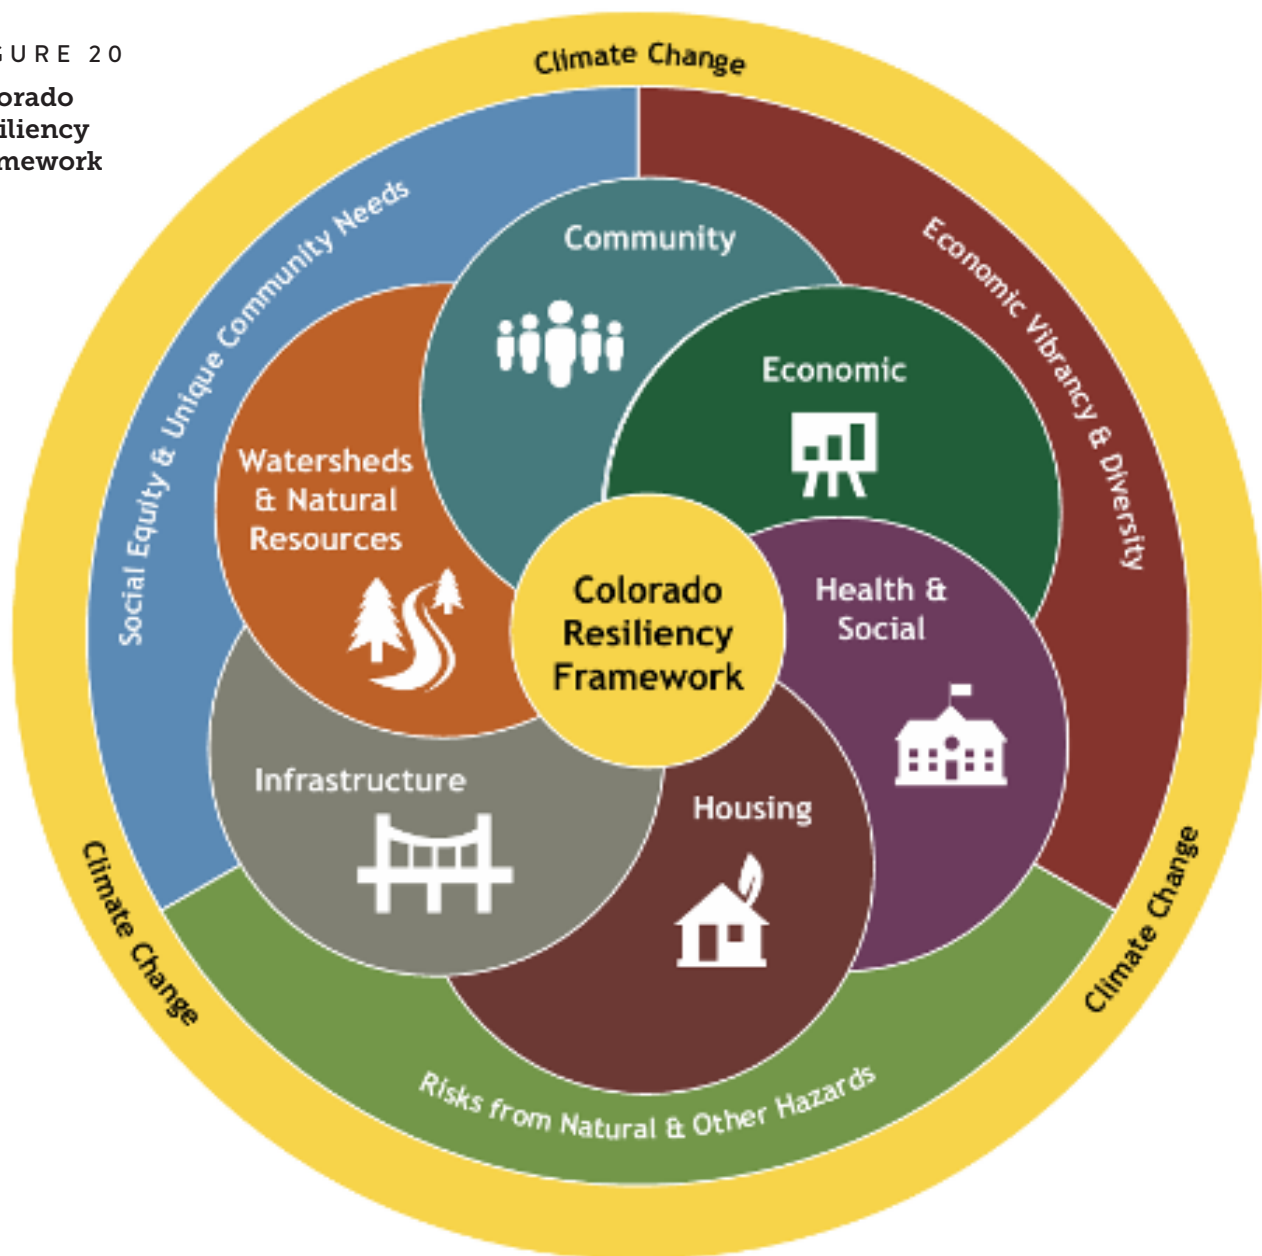 GURE 20
orado
iliency
mework
Climate Change
Social Equity & Unique Community Needs
Economic Vibrancy & Diversity
Community
Economic
Watersheds
& Natural
Resources
Health &
Social
Colorado
Resiliency
Framework
Infrastructure
Housing
Climate Change
Climate Change
Risks from Natural & Other Hazards